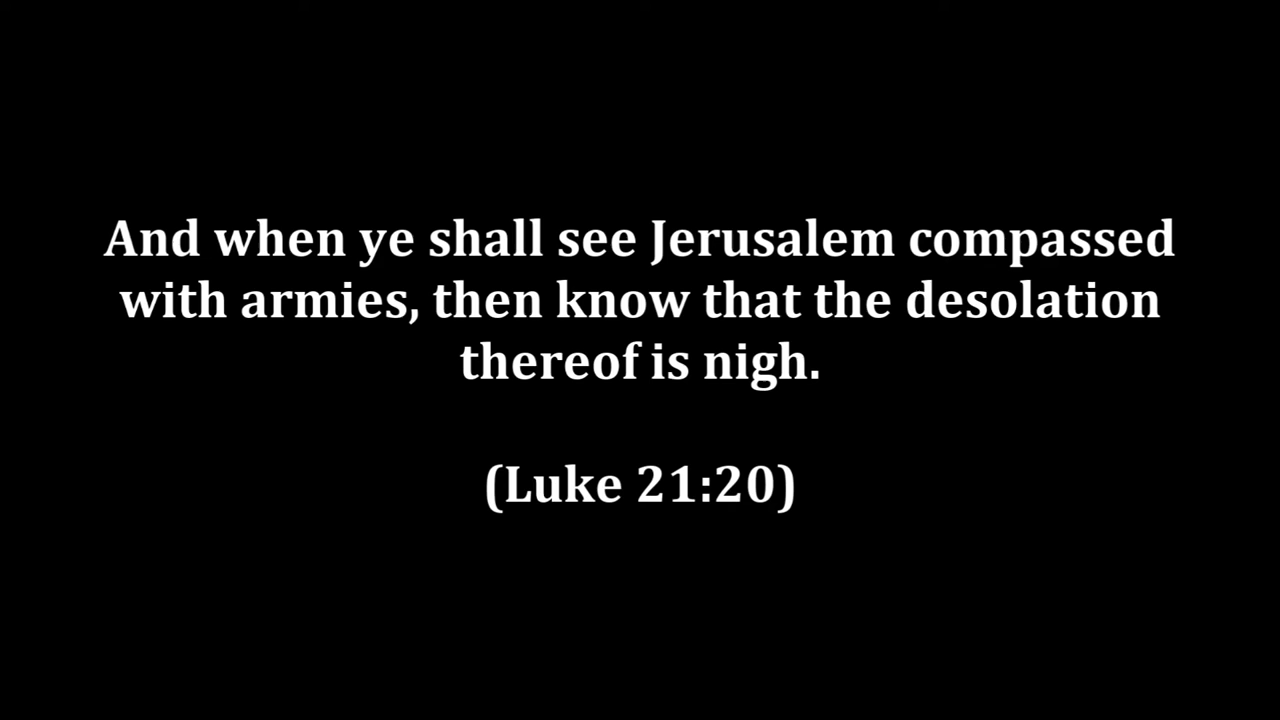 And when ye shall see Jerusalem compassed
with armies, then know that the desolation
thereof is nigh.
(Luke 21:20)